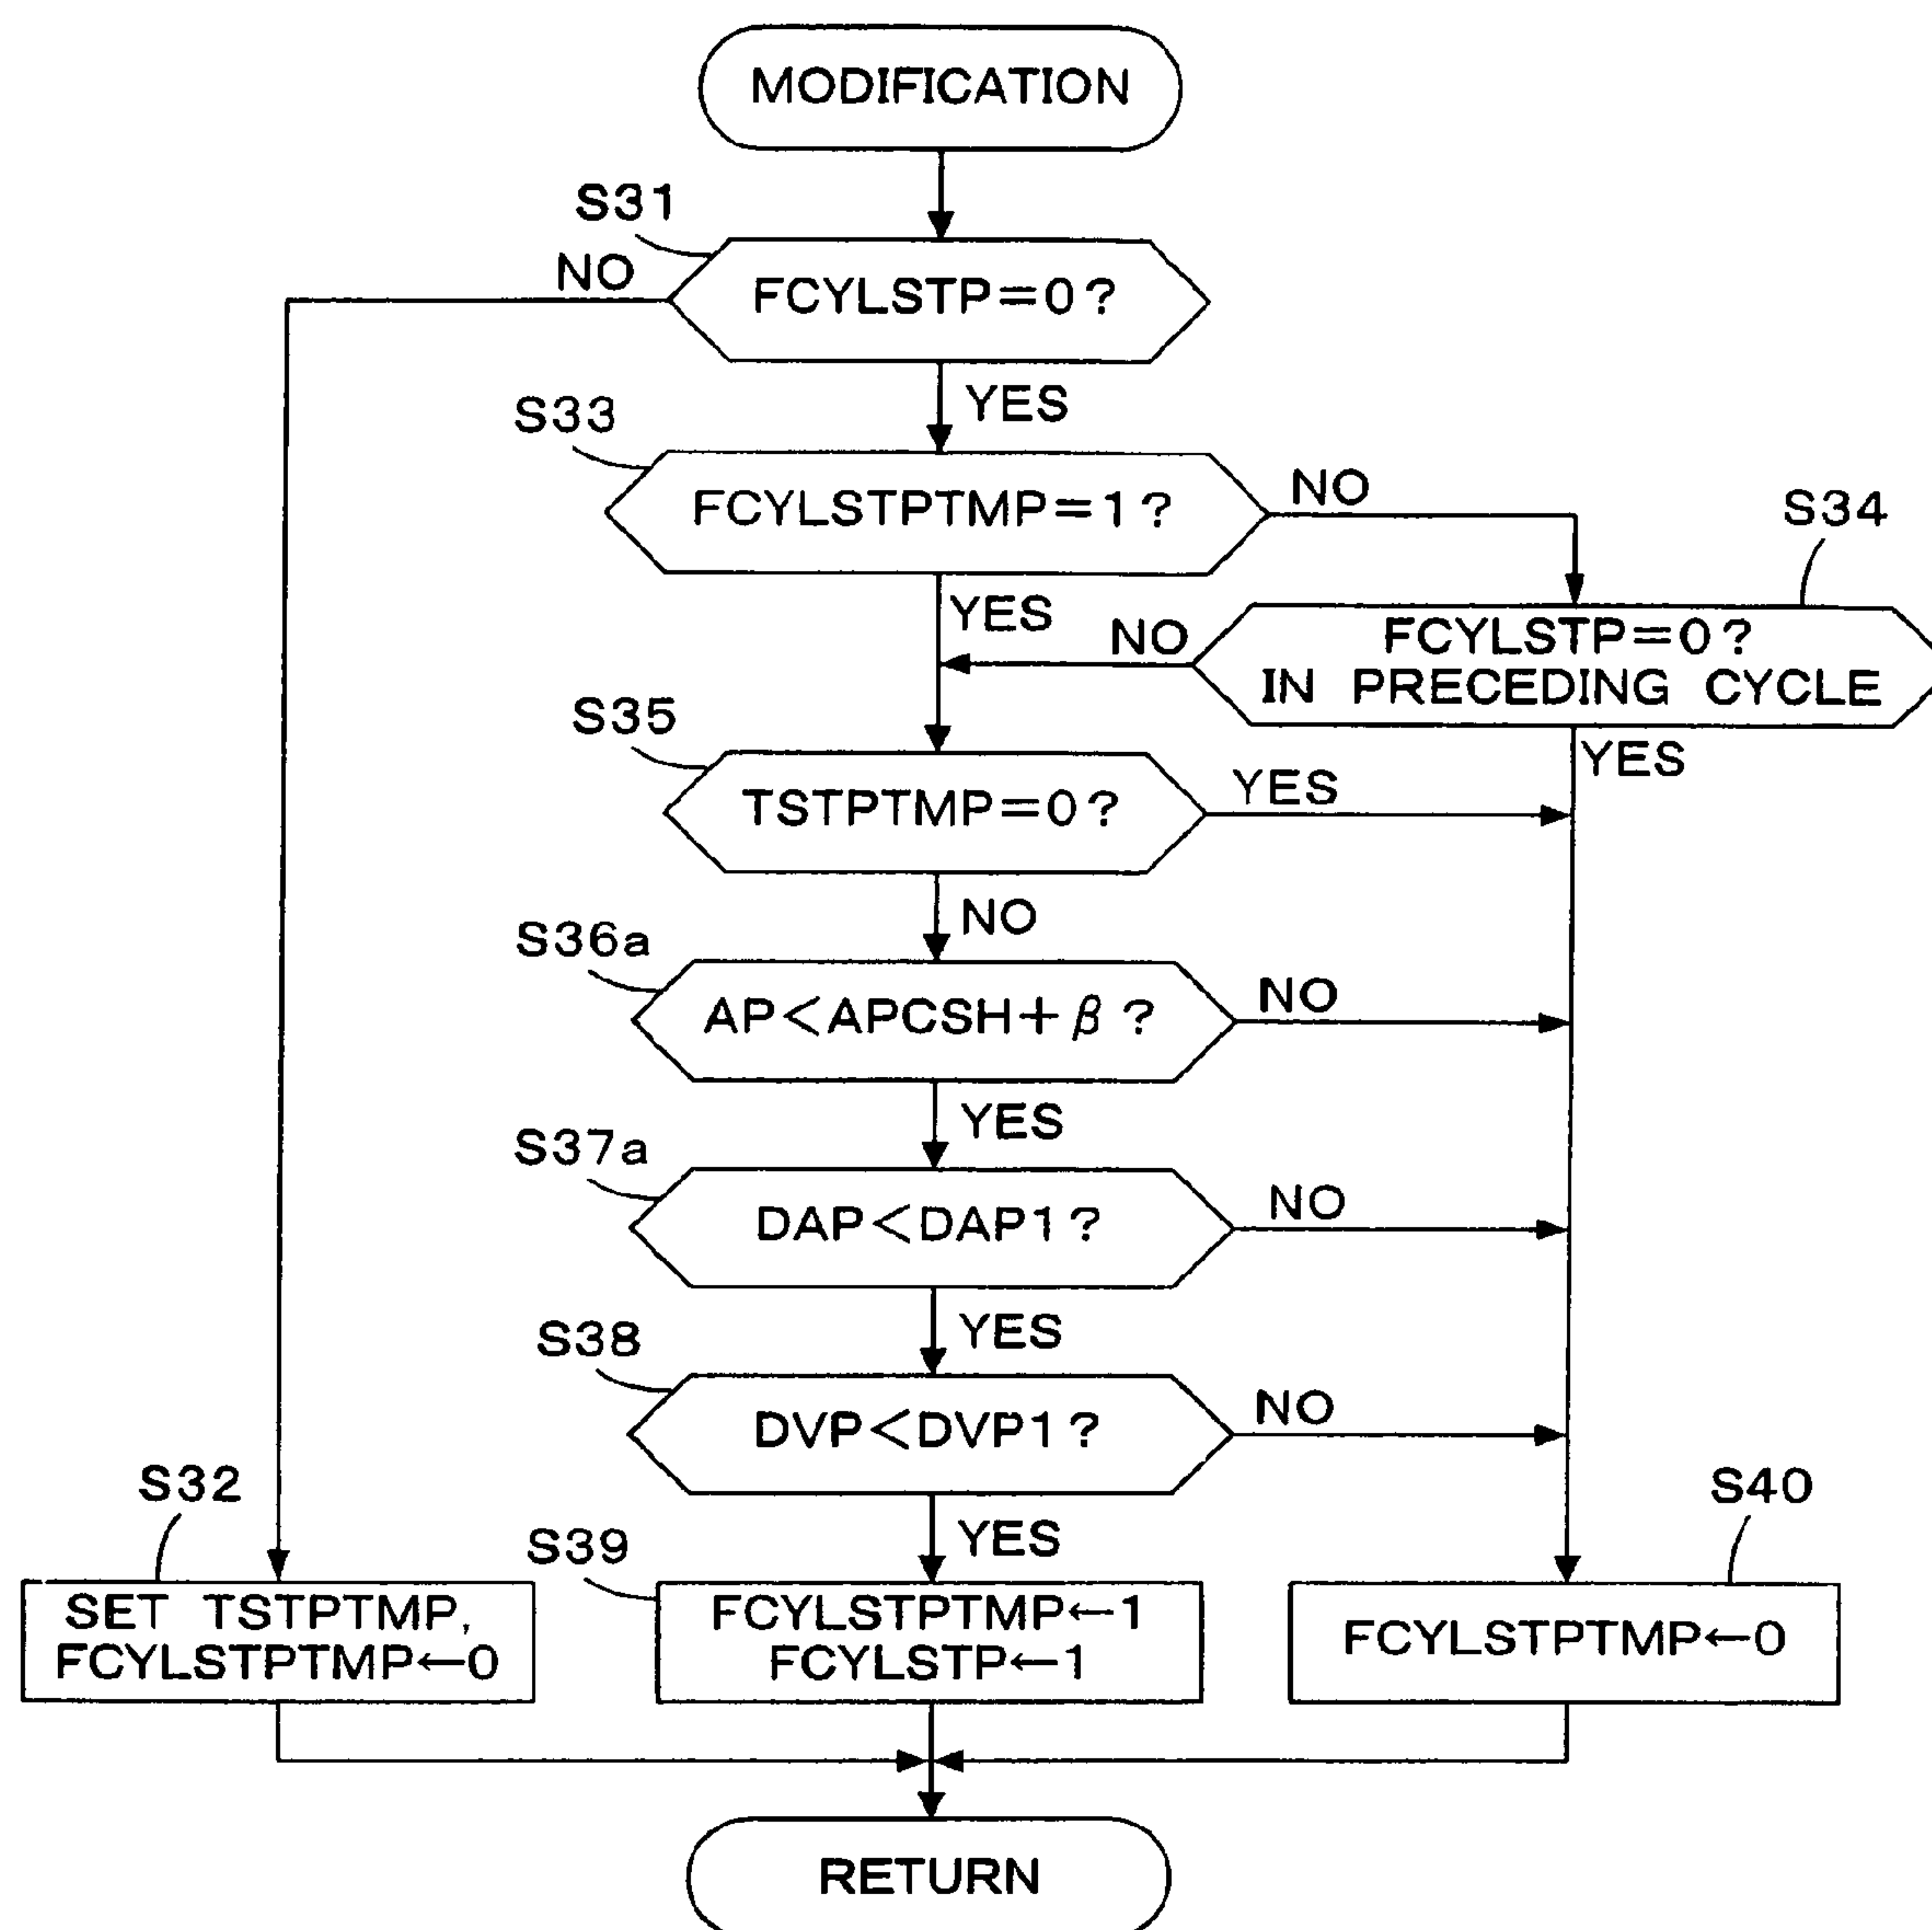 MODIFICATION
S31
NO
FCYLSTP=0?
YES
S33
FCYLSTPTMP=1?
NO
S34
YES
NO
FCYLSTP=0?
IN PRECEDING CYCLE
YES
S35
TSTPTMP=0?
YES
NO
S36a
AP<APCSH+β?
NO
YES
S37a
DAP<DAP1?
NO
YES
S38
DVP<DVP1?
NO
YES
S32
SET TSTPTMP,
FCYLSTPTMP←0
S39
FCYLSTPTMP←1
FCYLSTP←1
S40
FCYLSTPTMP←0
RETURN